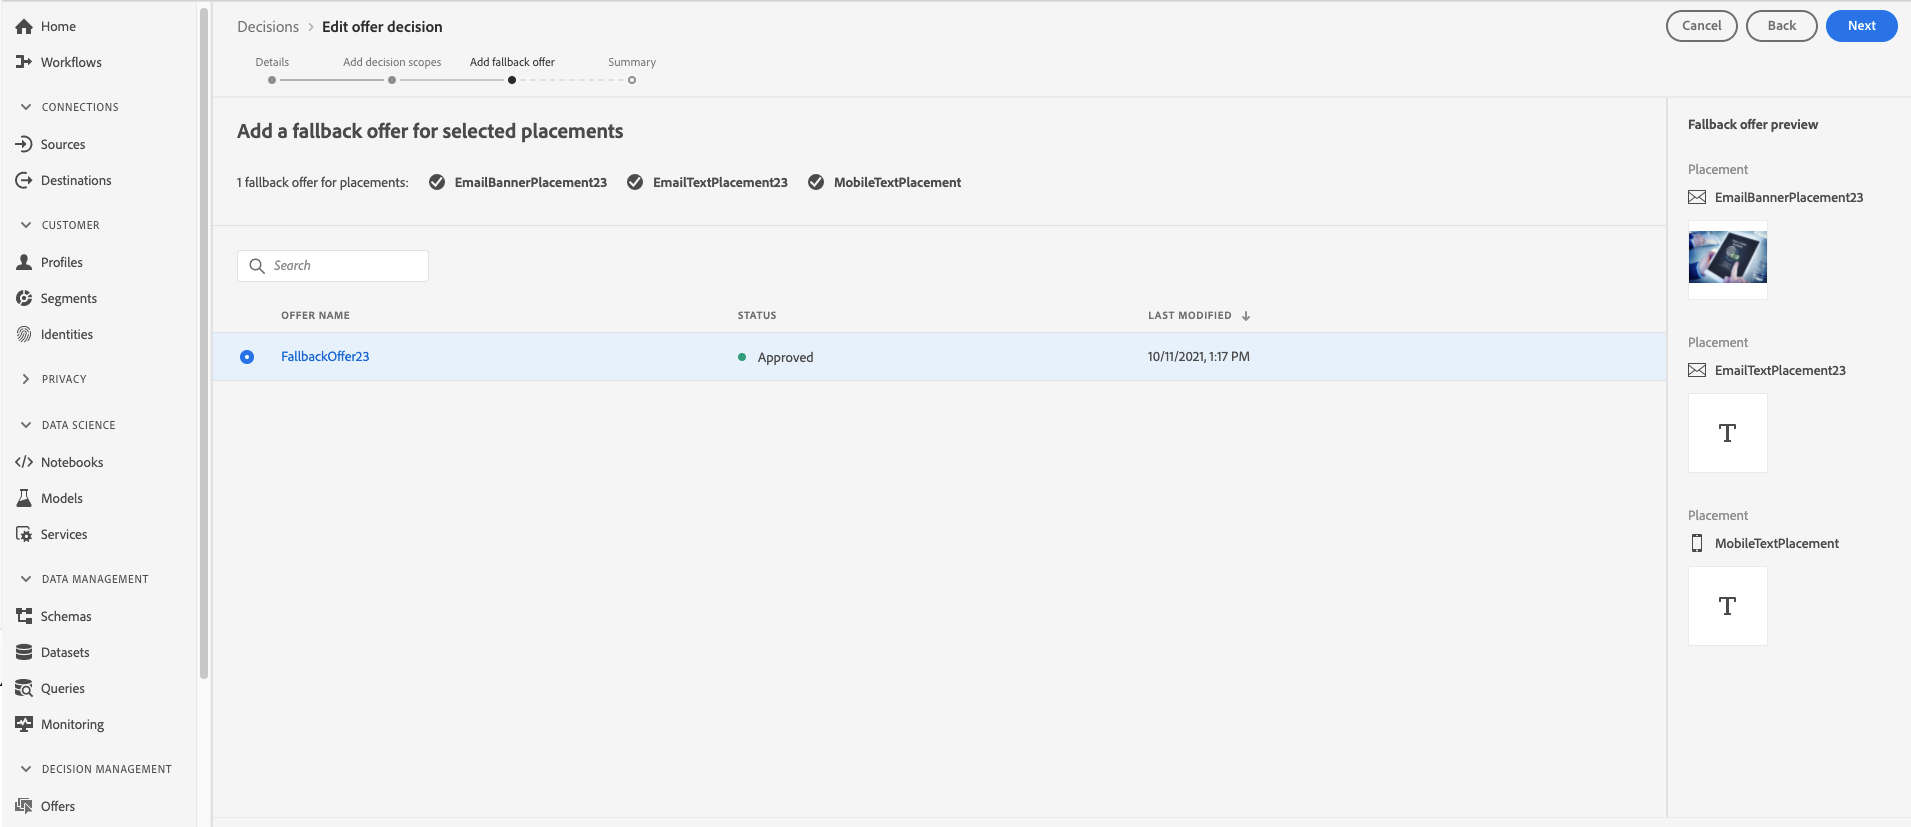 Home
Workflows
CONNECTIONS
Sources
Destinations
CUSTOMER
Profiles
Segments
Identities
PRIVACY
DATA SCIENCE
Notebooks
Models
Services
DATA MANAGEMENT
Schemas
Datasets
Queries
Monitoring
DECISION MANAGEMENT
Offers
Decisions > Edit offer decision
Cancel Back Next
Details Add decision scopes Add fallback offer Summary
Add a fallback offer for selected placements
1 fallback offer for placements: EmailBannerPlacement23 EmailTextPlacement23 MobileTextPlacement
Search
OFFER NAME STATUS LAST MODIFIED ↓
FallbackOffer23 Approved 10/11/2021, 1:17 PM
Fallback offer preview
Placement
EmailBannerPlacement23
Placement
EmailTextPlacement23
T
Placement
MobileTextPlacement
T